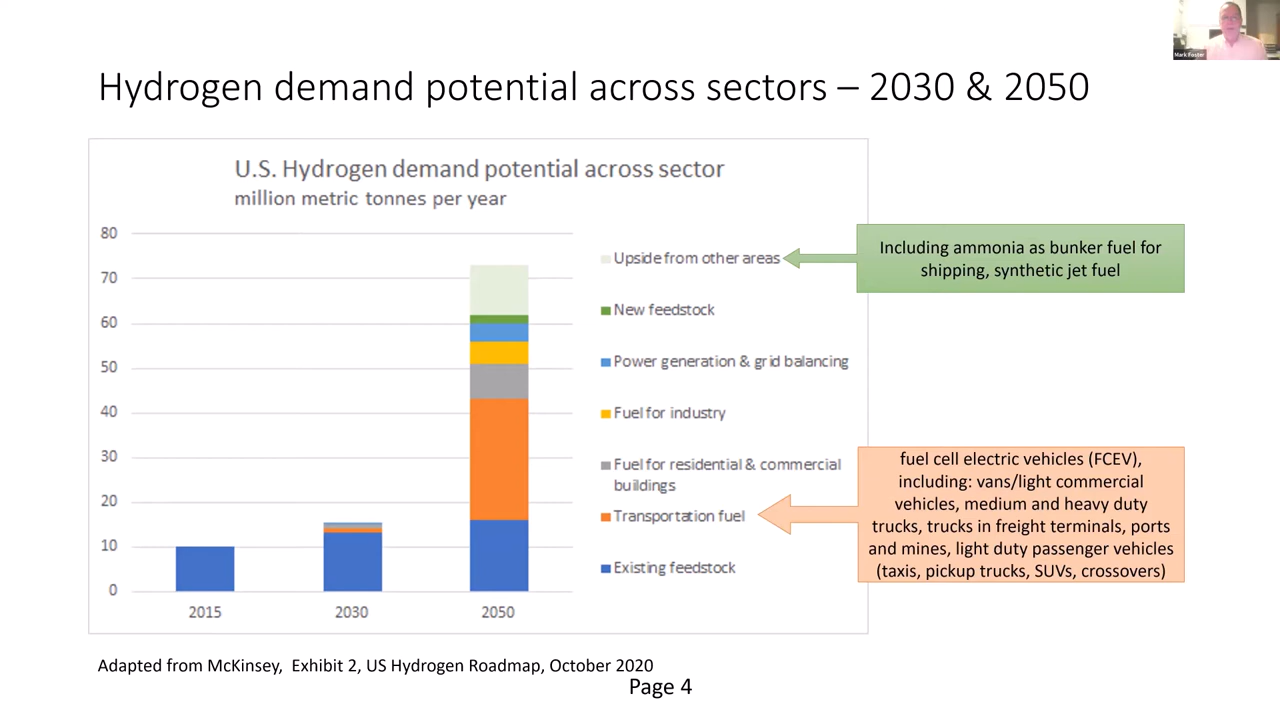 Mark Foster
Hydrogen demand potential across sectors – 2030 & 2050
U.S. Hydrogen demand potential across sector
million metric tonnes per year
80
70
60
50
40
30
20
10
0
2015
2030
2050
Upside from other areas
New feedstock
Power generation & grid balancing
Fuel for industry
Fuel for residential & commercial
buildings
Transportation fuel
Existing feedstock
Including ammonia as bunker fuel for
shipping, synthetic jet fuel
fuel cell electric vehicles (FCEV),
including: vans/light commercial
vehicles, medium and heavy duty
trucks, trucks in freight terminals, ports
and mines, light duty passenger vehicles
(taxis, pickup trucks, SUVs, crossovers)
Adapted from McKinsey, Exhibit 2, US Hydrogen Roadmap, October 2020
Page 4